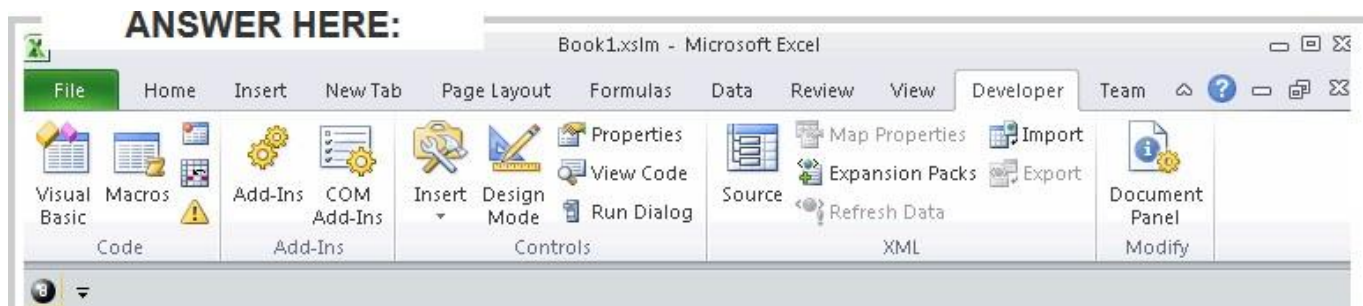 ANSWER HERE:
Book1.xslm - Microsoft Excel
File Home Insert New Tab Page Layout Formulas Data Review View Developer Team
Properties Map Properties Import
View Code Expansion Packs Export
Visual Basic Macros Add-Ins COM Add-Ins Insert Design Mode Run Dialog Source Refresh Data Document Panel
Code Add-Ins Controls XML Modify